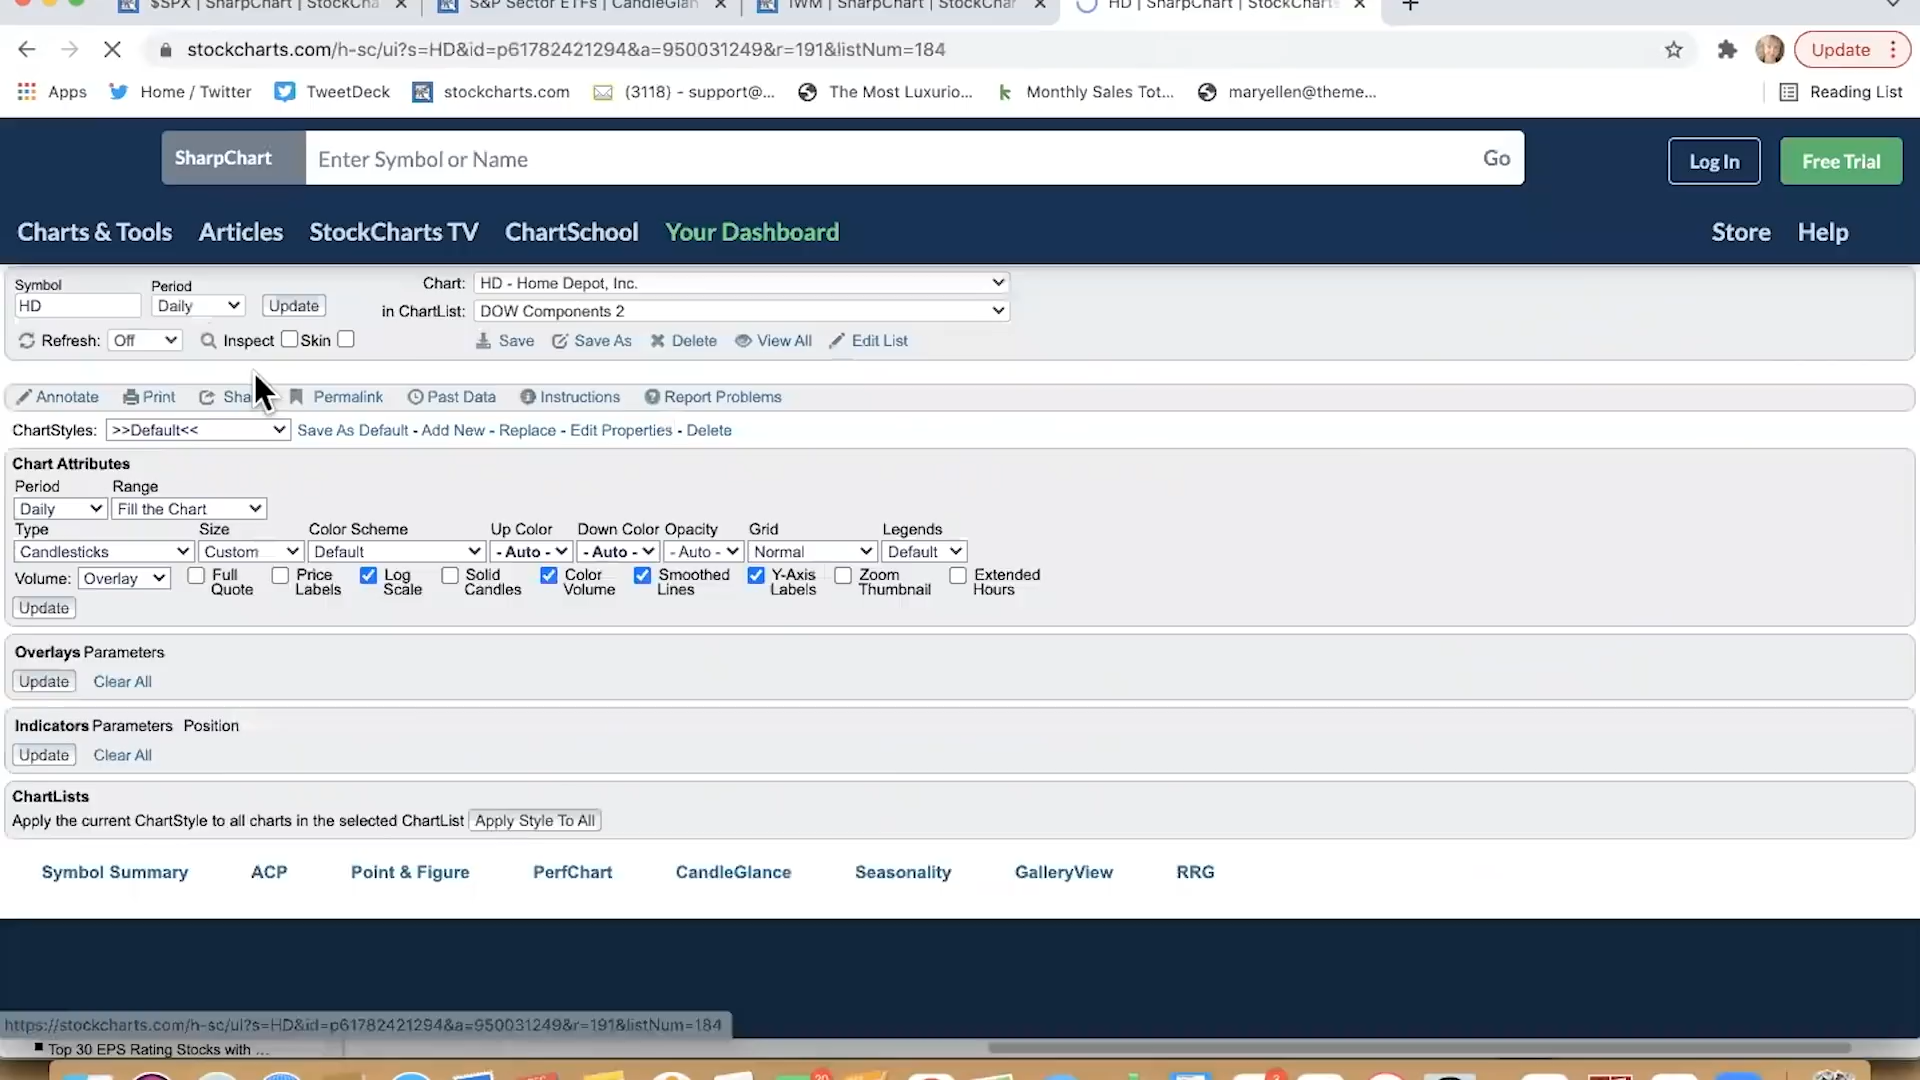 $SPX | SharpChart | StockCha
S&P Sector ETFs | CandleGlan
IWM | SharpChart | StockChar
HD | SharpChart | StockCharts
stockcharts.com/h-sc/ui?s=HD&id=p61782421294&a=950031249&r=191&listNum=184
Update
Apps
Home / Twitter
TweetDeck
stockcharts.com
(3118) - support@...
The Most Luxurio...
Monthly Sales Tot...
maryellen@theme...
Reading List
SharpChart
Enter Symbol or Name
Go
Log In
Free Trial
Charts & Tools Articles StockCharts TV ChartSchool Your Dashboard Store Help
Symbol Period
HD Daily Update
Chart: HD - Home Depot, Inc.
in ChartList: DOW Components 2
Refresh: Off Inspect Skin
Save Save As Delete View All Edit List
Annotate Print Sha Permalink Past Data Instructions Report Problems
ChartStyles: >>Default<< Save As Default - Add New - Replace - Edit Properties - Delete
Chart Attributes
Period Range
Daily Fill the Chart
Type Size Color Scheme Up Color Down Color Opacity Grid Legends
Candlesticks Custom Default - Auto - - Auto - - Auto - Normal Default
Volume: Overlay Full Quote Price Labels Log Scale Solid Candles Color Volume Smoothed Lines Y-Axis Labels Zoom Thumbnail Extended Hours
Update
Overlays Parameters
Update Clear All
Indicators Parameters Position
Update Clear All
ChartLists
Apply the current ChartStyle to all charts in the selected ChartList Apply Style To All
Symbol Summary ACP Point & Figure PerfChart CandleGlance Seasonality GalleryView RRG
https://stockcharts.com/h-sc/ui?s=HD&id=p61782421294&a=950031249&r=191&listNum=184
Top 30 EPS Rating Stocks with ...